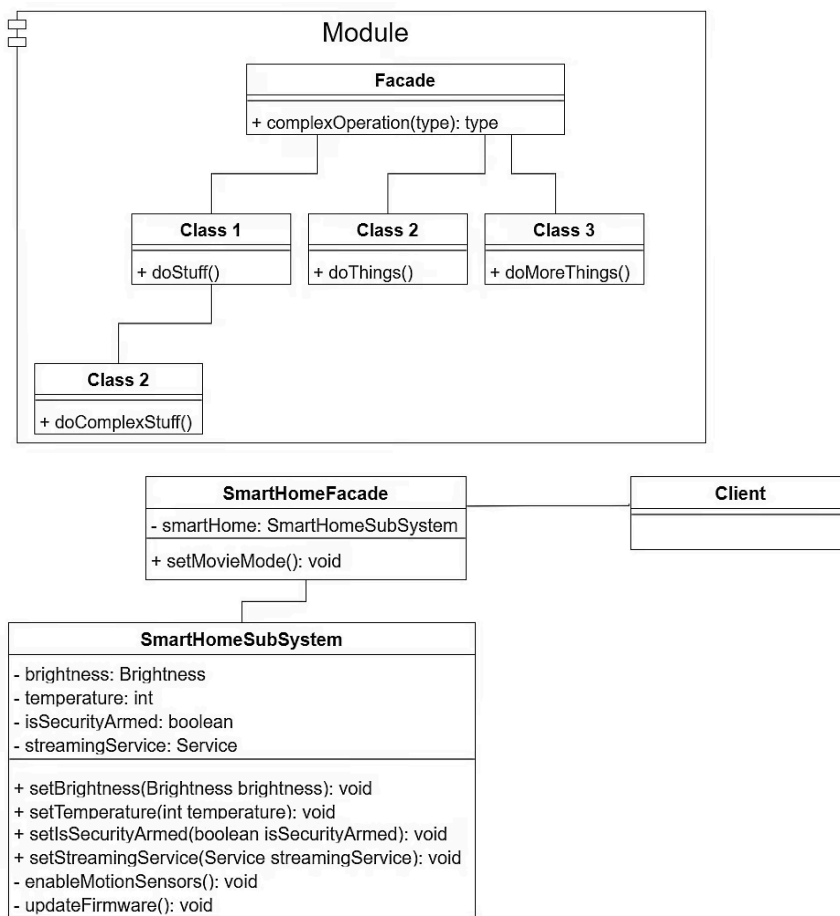 Module
Facade
+ complexOperation(type): type
Class 1
+ doStuff()
Class 2
+ doThings()
Class 3
+ doMoreThings()
Class 2
+ doComplexStuff()
SmartHomeFacade
- smartHome: SmartHomeSubSystem
+ setMovieMode(): void
Client
SmartHomeSubSystem
- brightness: Brightness
- temperature: int
- isSecurityArmed: boolean
- streamingService: Service
+ setBrightness(Brightness brightness): void
+ setTemperature(int temperature): void
+ setIsSecurityArmed(boolean isSecurityArmed): void
+ setStreamingService(Service streamingService): void
- enableMotionSensors(): void
- updateFirmware(): void